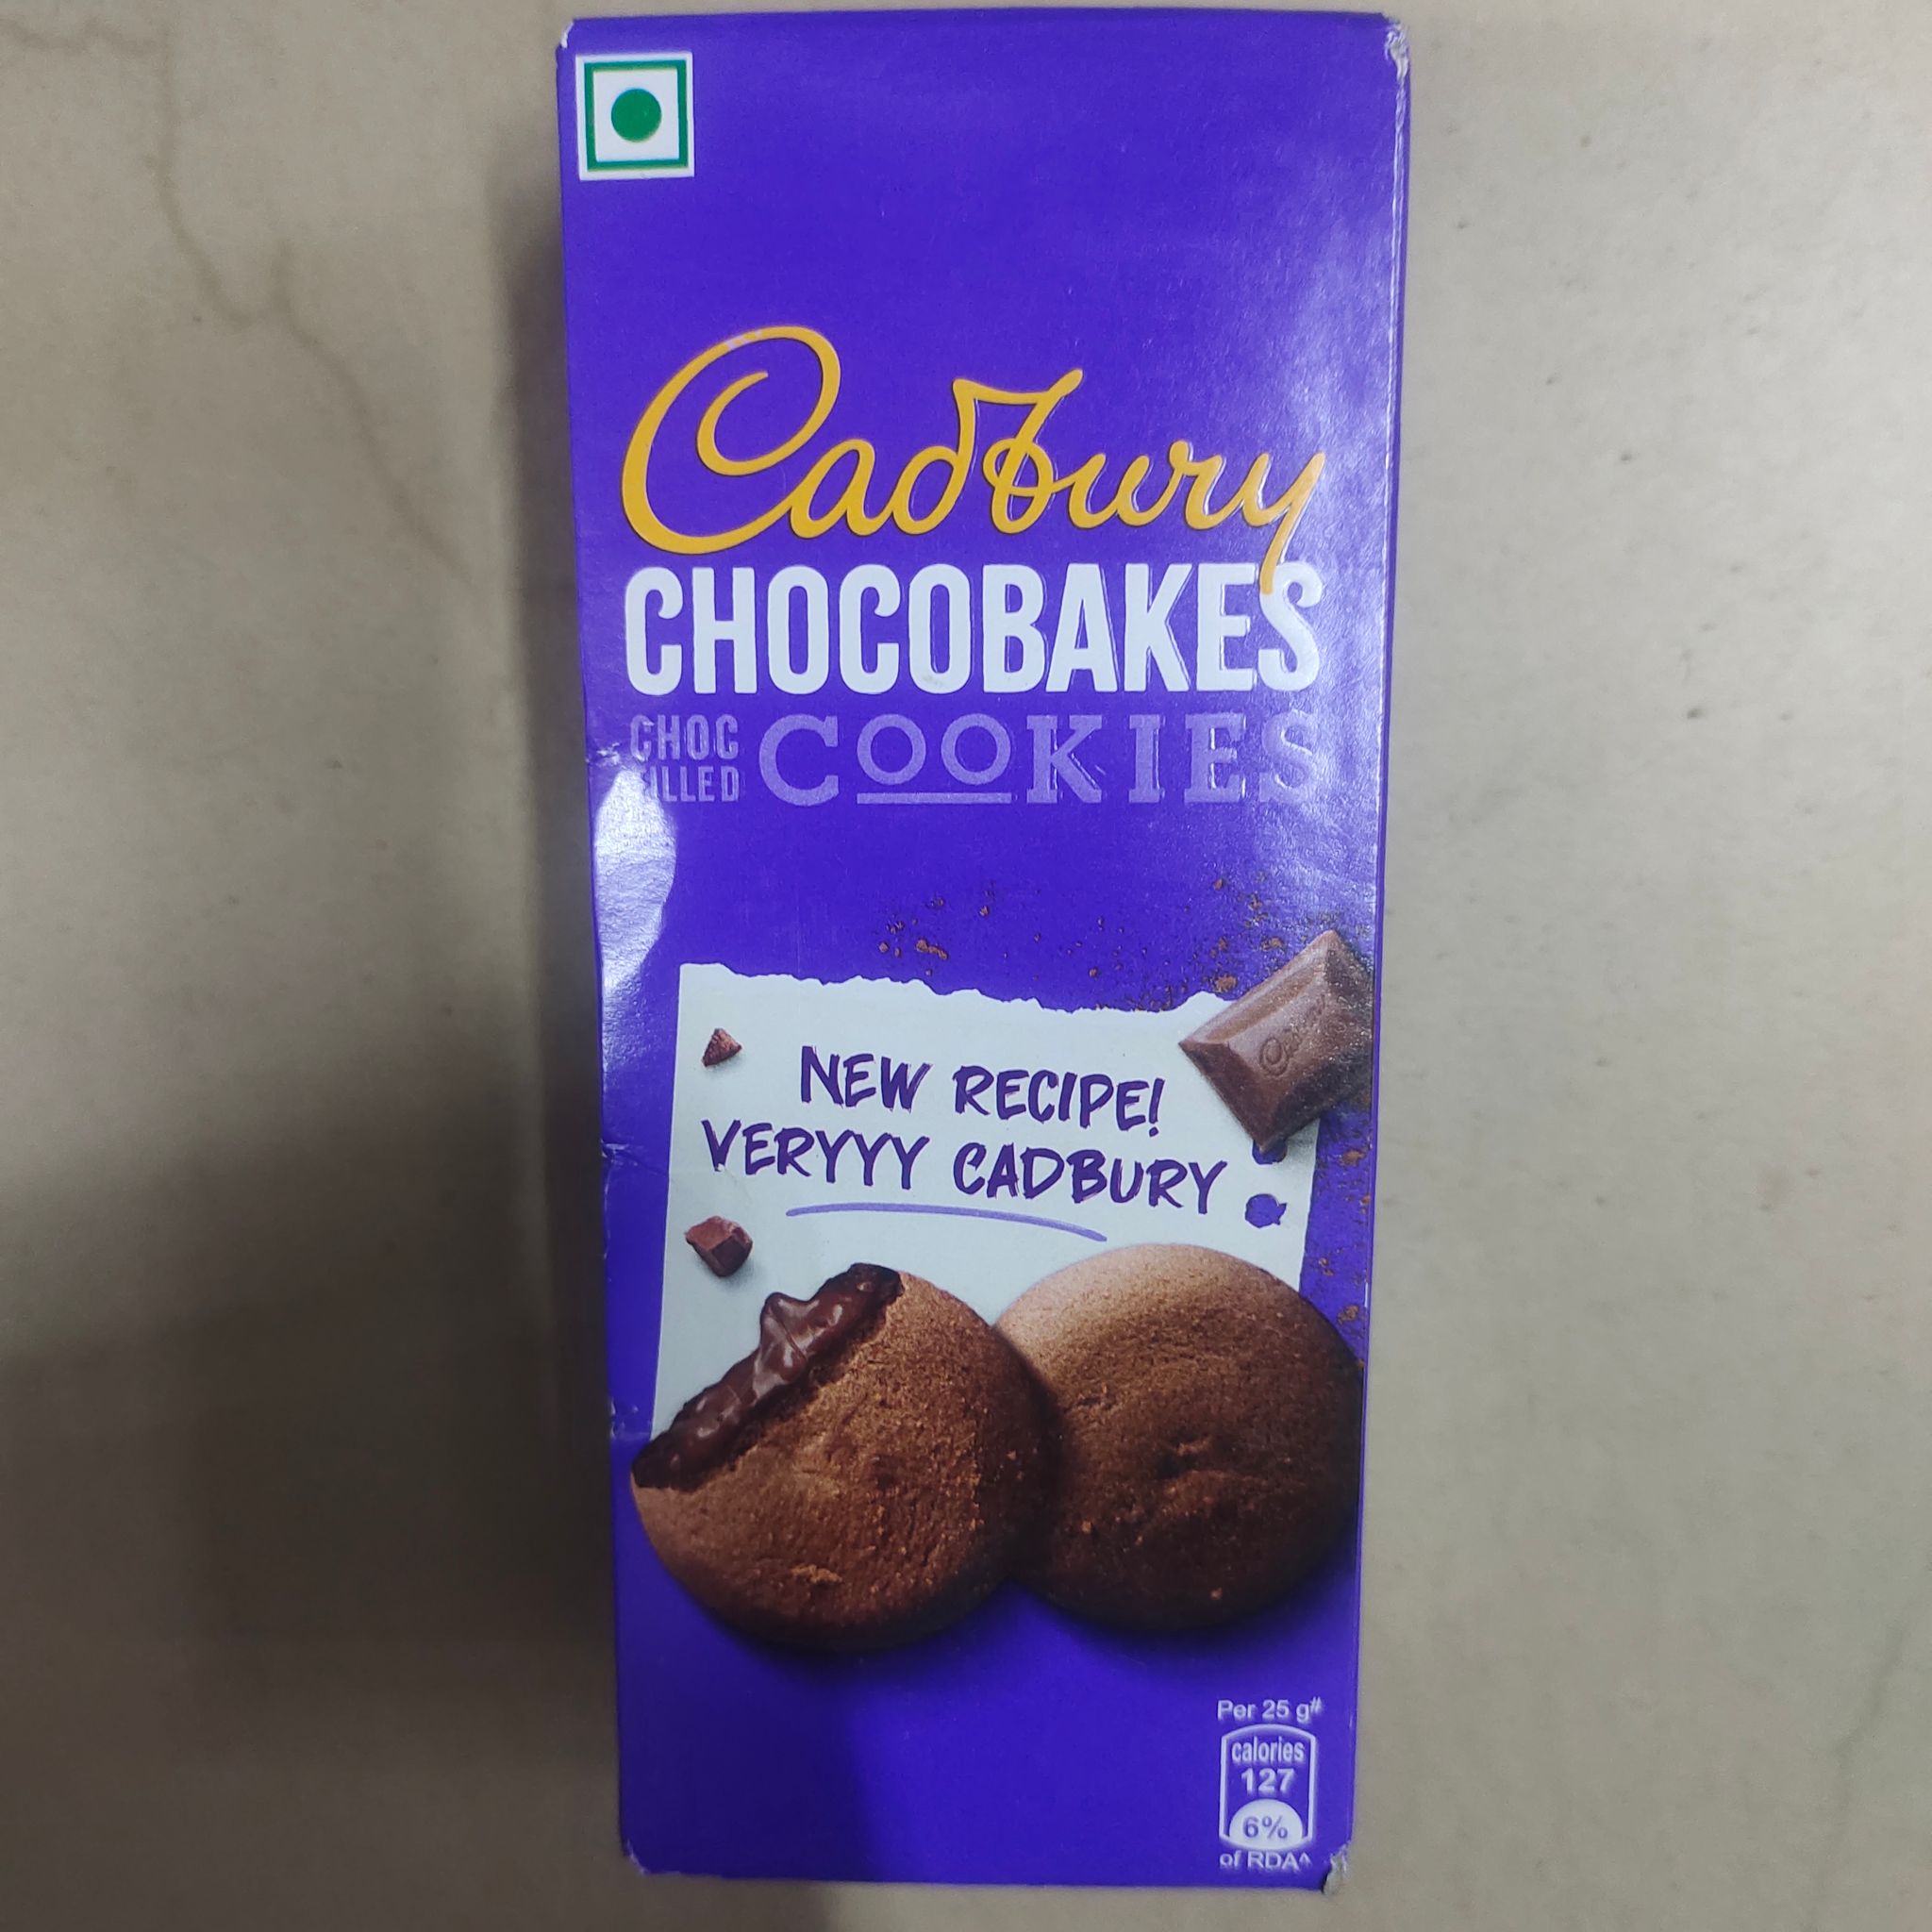 Cadbury
CHOCOBAKES
CHOC
FILLED
COOKIES
NEW RECIPE!
VERYYY CADBURY
Per 25 g#
calories
127
6%
of RDA^